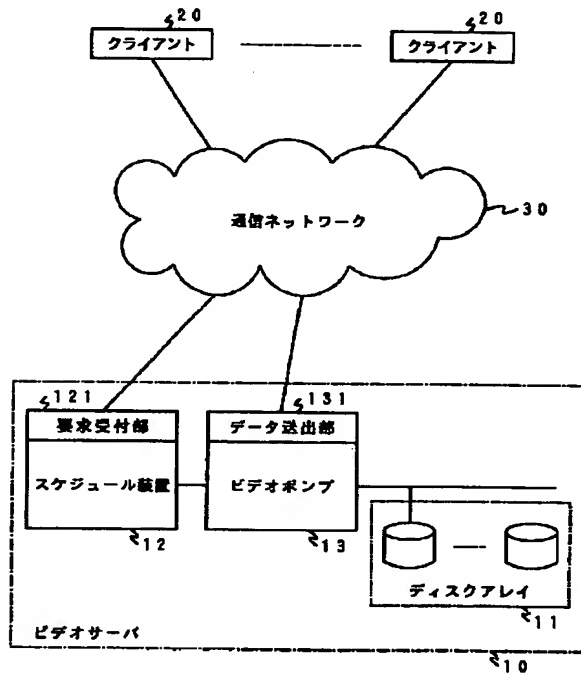 20 20
クライアント クライアント
通信ネットワーク
30
121 131
要求受付部 データ送出部
スケジュール装置 ビデオポンプ
12 13
ディスクアレイ
11
ビデオサーバ
10